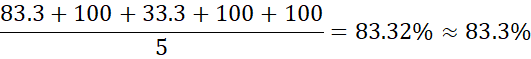 83.3 + 100 + 33.3 + 100 + 100
5
= 83.32% ≈ 83.3%